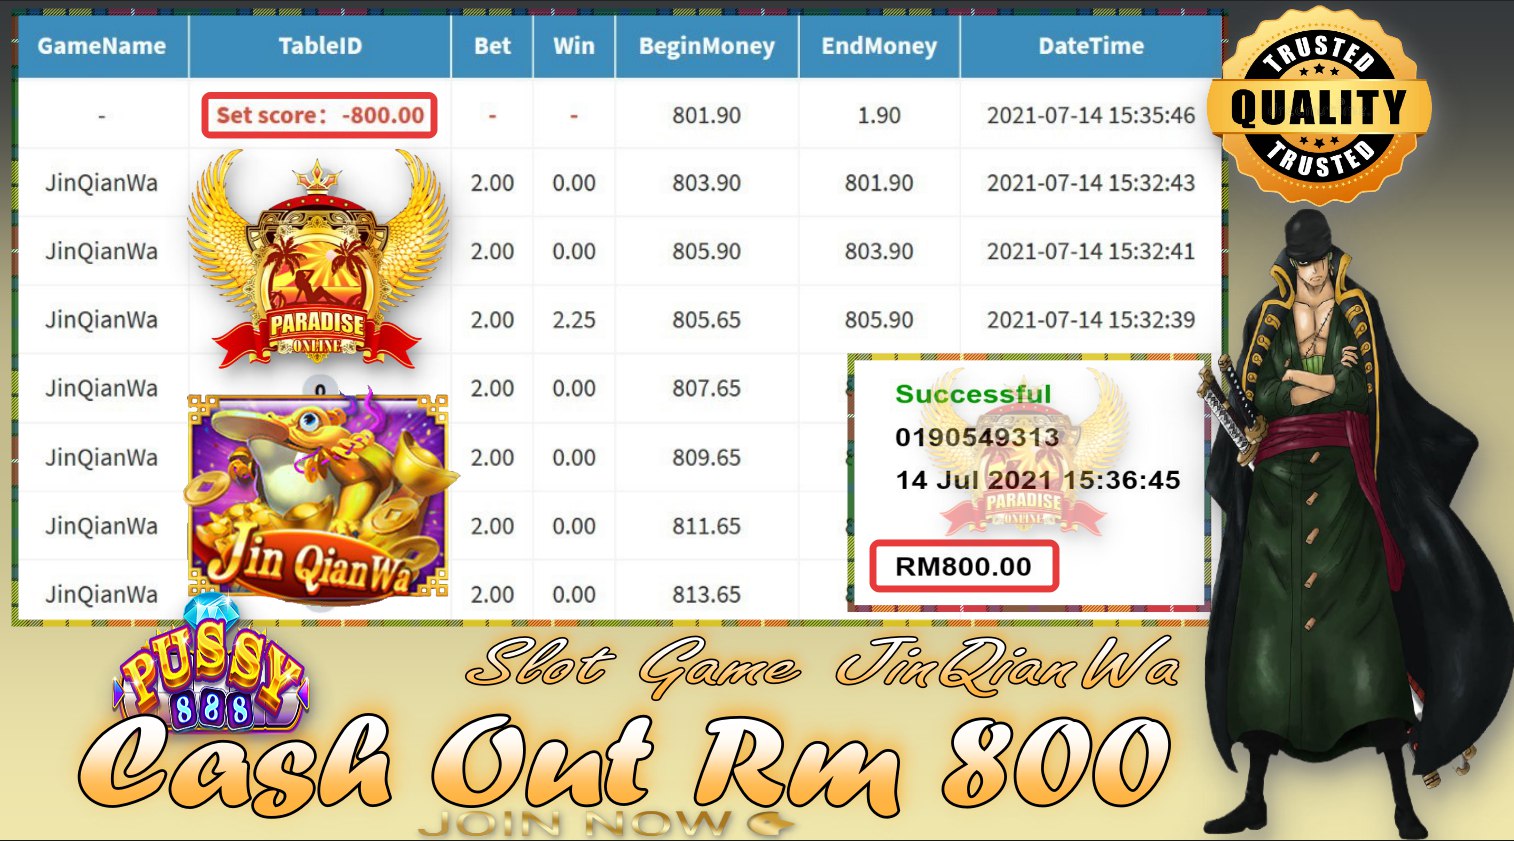 GameName TableID Bet Win BeginMoney EndMoney DateTime
- Set score： -800.00 - - 801.90 1.90 2021-07-14 15:35:46
JinQianWa 2.00 0.00 803.90 801.90 2021-07-14 15:32:43
JinQianWa 2.00 0.00 805.90 803.90 2021-07-14 15:32:41
JinQianWa 2.00 2.25 805.65 805.90 2021-07-14 15:32:39
JinQianWa 0 2.00 0.00 807.65
JinQianWa 2.00 0.00 809.65
JinQianWa 2.00 0.00 811.65
JinQianWa 2.00 0.00 813.65
PARADISE
ONLINE
Jin QianWa
TRUSTED
QUALITY
TRUSTED
Successful
0190549313
14 Jul 2021 15:36:45
PARADISE
ONLINE
RM800.00
PUSSY
888
Slot Game JinQianWa
Cash Out Rm 800
JOIN NOW